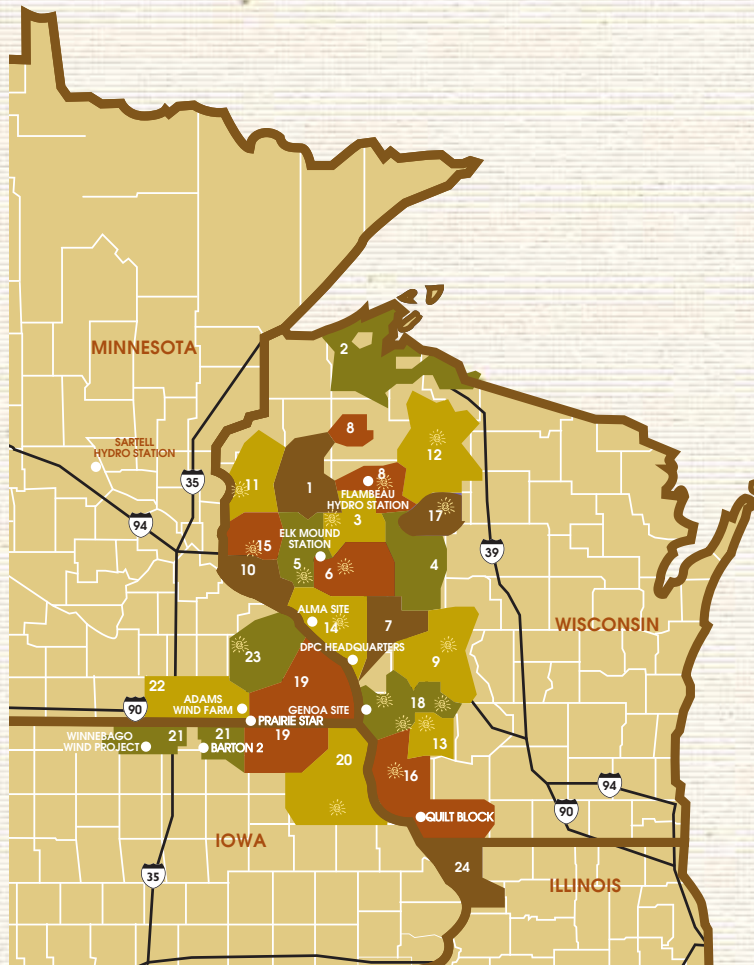 2
MINNESOTA
8
SARTELL
HYDRO STATION
12
35
11
1
8
FLAMBEAU
HYDRO STATION
94
3
17
ELK MOUND
STATION
15
39
10
5
6
4
ALMA SITE
14
7
WISCONSIN
DPC HEADQUARTERS
23
9
22
19
ADAMS
WIND FARM
90
GENOA SITE
18
PRAIRIE STAR
WINNEBAGO
WIND PROJECT
21
21
BARTON 2
19
13
20
16
94
90
QUILT BLOCK
IOWA
24
35
ILLINOIS